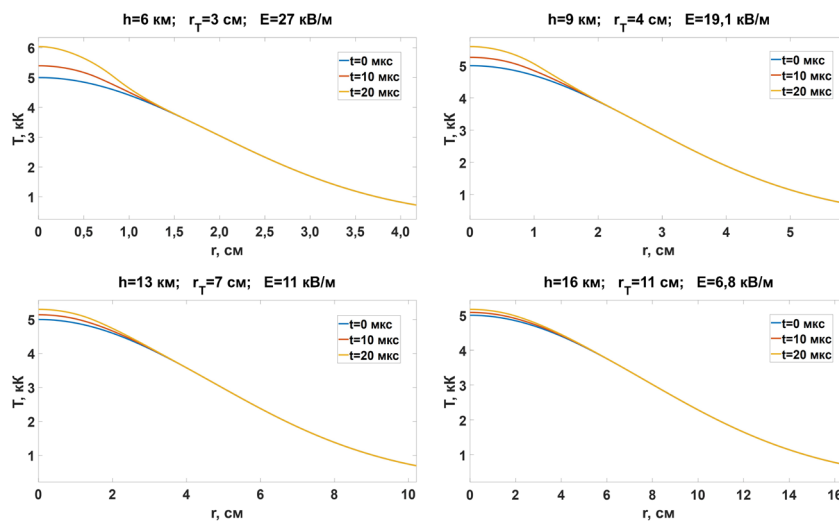 h=6 км; r_T=3 см; E=27 кВ/м
T, кК
6
5
4
3
2
1
t=0 мкс
t=10 мкс
t=20 мкс
0 0,5 1,0 1,5 2,0 2,5 3,0 3,5 4,0
r, см
h=9 км; r_T=4 см; E=19,1 кВ/м
T, кК
5
4
3
2
1
t=0 мкс
t=10 мкс
t=20 мкс
0 1 2 3 4 5
r, см
h=13 км; r_T=7 см; E=11 кВ/м
T, кК
5
4
3
2
1
t=0 мкс
t=10 мкс
t=20 мкс
0 2 4 6 8 10
r, см
h=16 км; r_T=11 см; E=6,8 кВ/м
T, кК
5
4
3
2
1
t=0 мкс
t=10 мкс
t=20 мкс
0 2 4 6 8 10 12 14 16
r, см